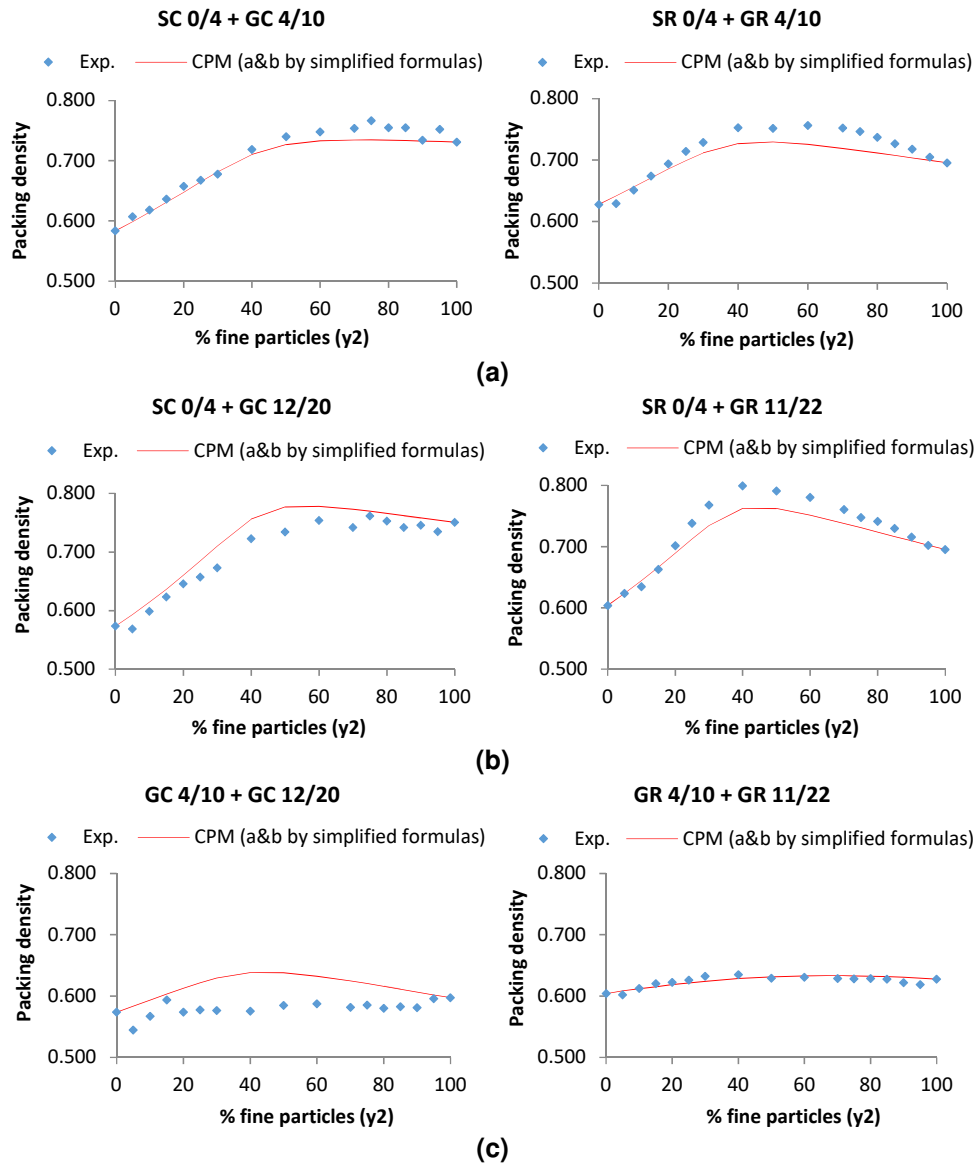 SC 0/4 + GC 4/10
Exp. CPM (a&b by simplified formulas)
Packing density
0.800
0.700
0.600
0.500
0 20 40 60 80 100
% fine particles (y2)
SR 0/4 + GR 4/10
Exp. CPM (a&b by simplified formulas)
Packing density
0.800
0.700
0.600
0.500
0 20 40 60 80 100
% fine particles (y2)
(a)
SC 0/4 + GC 12/20
Exp. CPM (a&b by simplified formulas)
Packing density
0.800
0.700
0.600
0.500
0 20 40 60 80 100
% fine particles (y2)
SR 0/4 + GR 11/22
Exp. CPM (a&b by simplified formulas)
Packing density
0.800
0.700
0.600
0.500
0 20 40 60 80 100
% fine particles (y2)
(b)
GC 4/10 + GC 12/20
Exp. CPM (a&b by simplified formulas)
Packing density
0.800
0.700
0.600
0.500
0 20 40 60 80 100
% fine particles (y2)
GR 4/10 + GR 11/22
Exp. CPM (a&b by simplified formulas)
Packing density
0.800
0.700
0.600
0.500
0 20 40 60 80 100
% fine particles (y2)
(c)